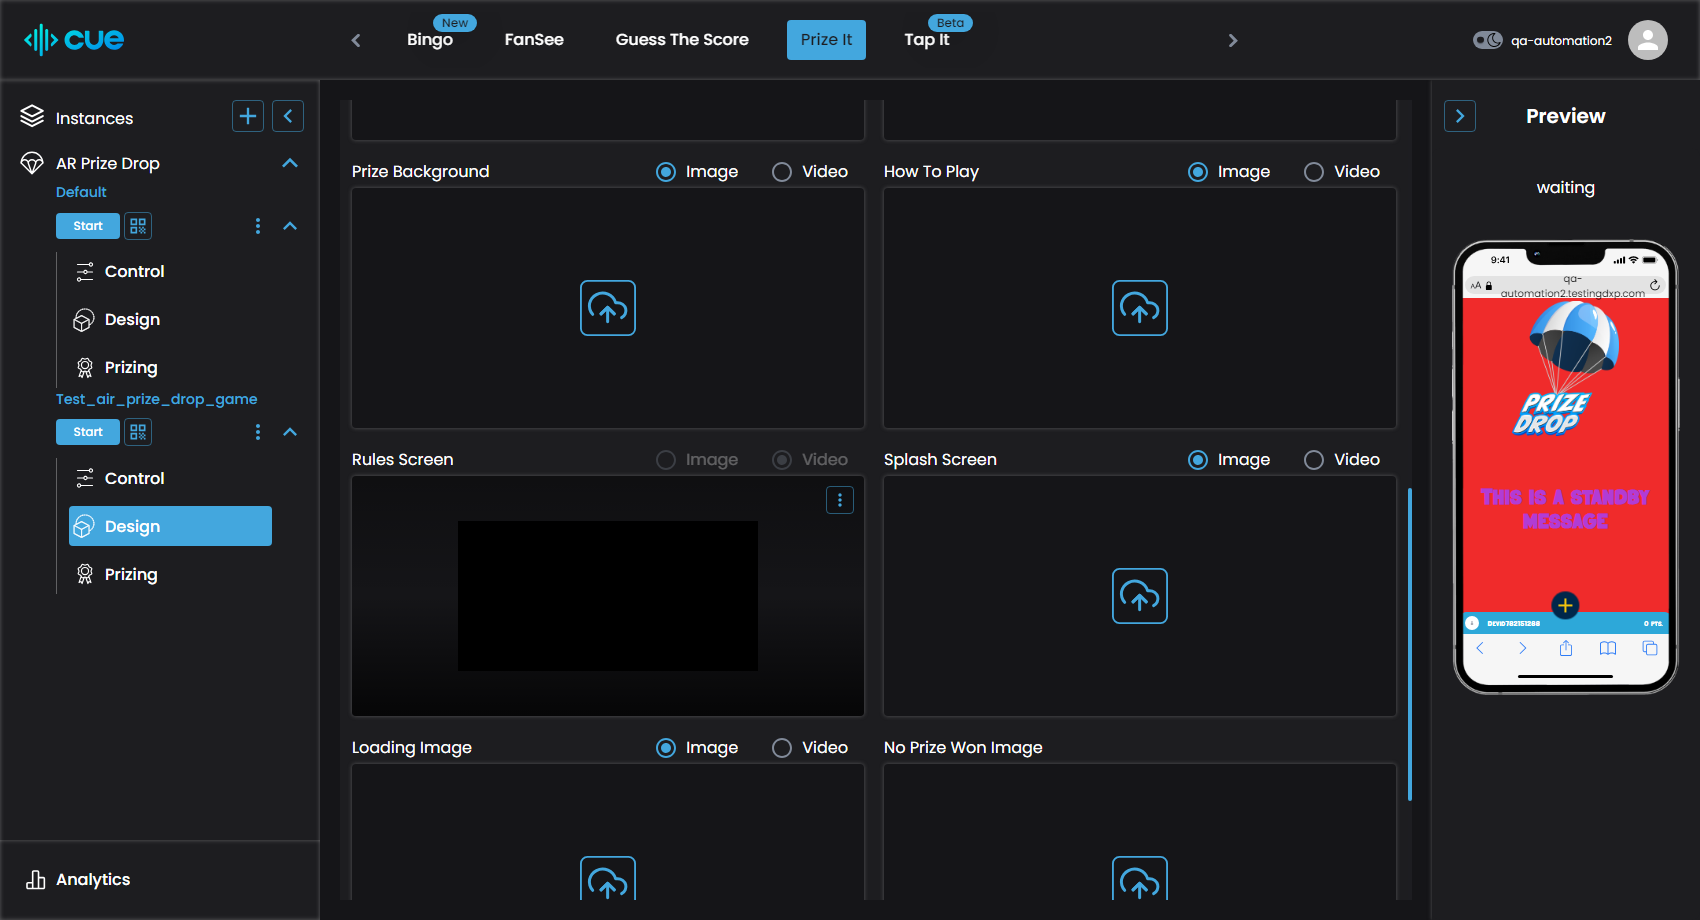 cue
Bingo
New
FanSee
Guess The Score
Prize It
Tap It
Beta
qa-automation2
Instances
AR Prize Drop
Default
Start
Control
Design
Prizing
Test_air_prize_drop_game
Start
Control
Design
Prizing
Analytics
Prize Background
Image
Video
How To Play
Image
Video
Rules Screen
Image
Video
Splash Screen
Image
Video
Loading Image
Image
Video
No Prize Won Image
Preview
waiting
9:41
AA
qa-
automation2.testingdxp.com
PRIZE
DROP
THIS IS A STANDBY
MESSAGE
DEVID782151268
0 PTS.